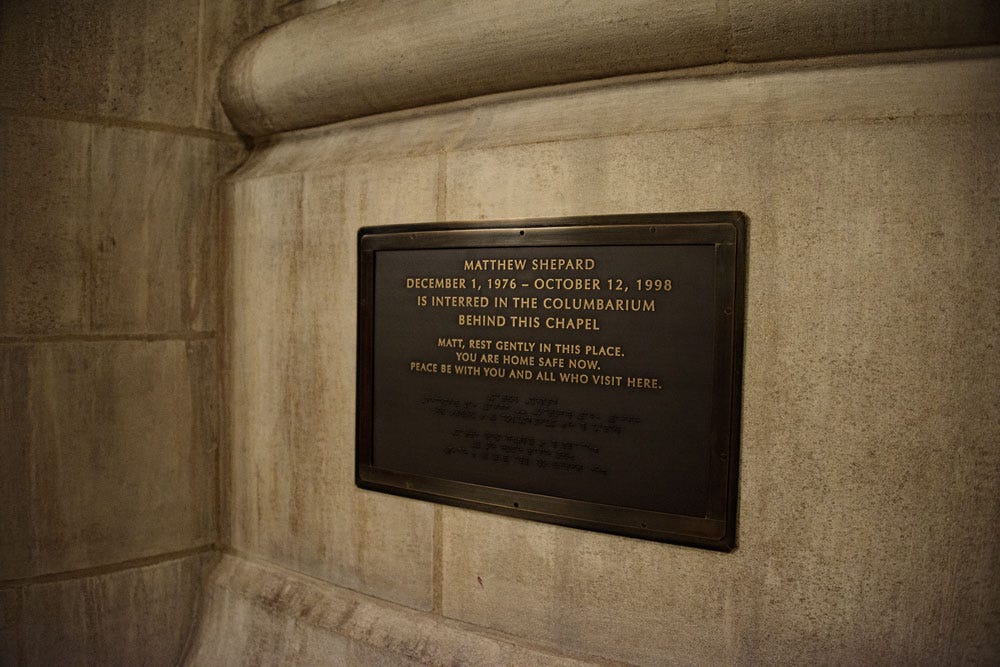 MATTHEW SHEPARD
DECEMBER 1, 1976 – OCTOBER 12, 1998
IS INTERRED IN THE COLUMBARIUM
BEHIND THIS CHAPEL
MATT, REST GENTLY IN THIS PLACE.
YOU ARE HOME SAFE NOW.
PEACE BE WITH YOU AND ALL WHO VISIT HERE.